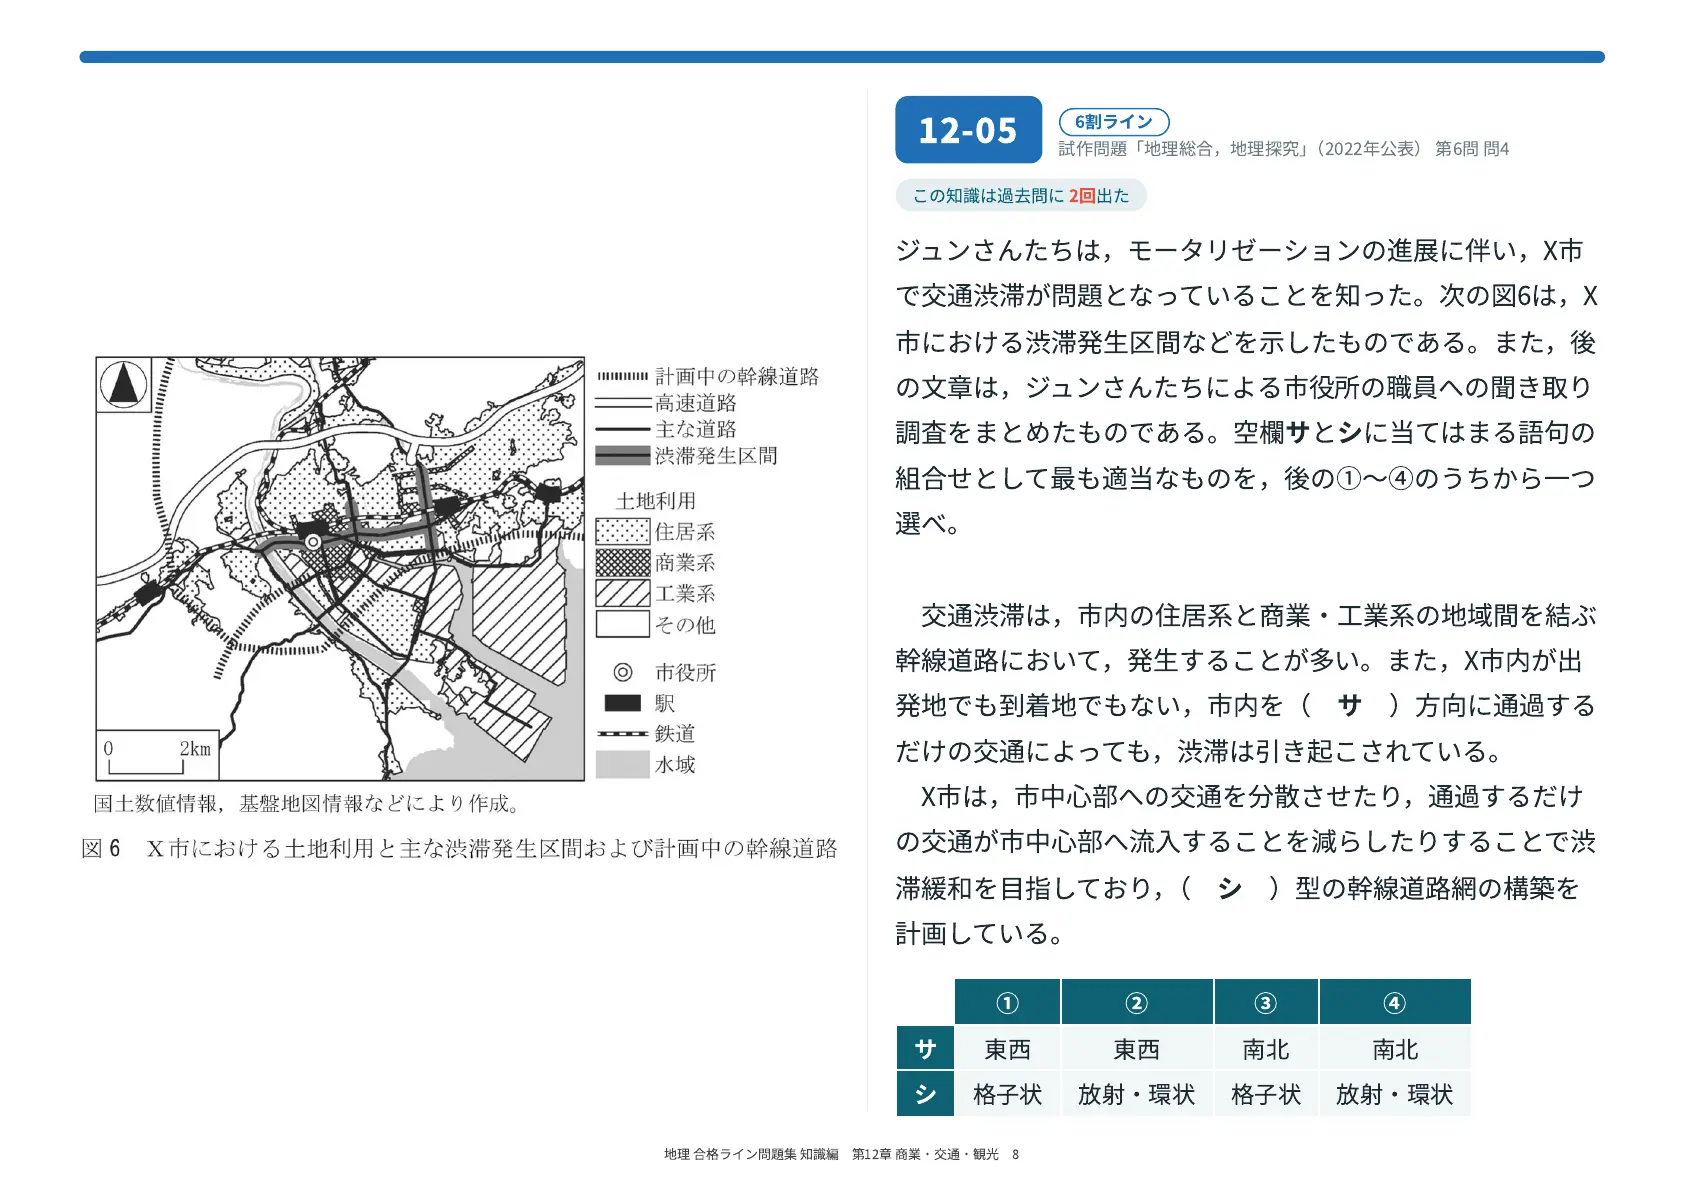 12-05
6割ライン
試作問題「地理総合，地理探究」（2022年公表） 第6問 問4
この知識は過去問に 2回出た
ジュンさんたちは，モータリゼーションの進展に伴い，X市
で交通渋滞が問題となっていることを知った。次の図6は，X
市における渋滞発生区間などを示したものである。また，後
の文章は，ジュンさんたちによる市役所の職員への聞き取り
調査をまとめたものである。空欄サとシに当てはまる語句の
組合せとして最も適当なものを，後の①～④のうちから一つ
選べ。
交通渋滞は，市内の住居系と商業・工業系の地域間を結ぶ
幹線道路において，発生することが多い。また，X市内が出
発地でも到着地でもない，市内を（　サ　）方向に通過する
だけの交通によっても，渋滞は引き起こされている。
X市は，市中心部への交通を分散させたり，通過するだけ
の交通が市中心部へ流入することを減らしたりすることで渋
滞緩和を目指しており，（　シ　）型の幹線道路網の構築を
計画している。
① ② ③ ④
サ 東西 東西 南北 南北
シ 格子状 放射・環状 格子状 放射・環状
計画中の幹線道路
高速道路
主な道路
渋滞発生区間
土地利用
住居系
商業系
工業系
その他
市役所
駅
鉄道
水域
0 2km
国土数値情報，基盤地図情報などにより作成。
図 6　X市における土地利用と主な渋滞発生区間および計画中の幹線道路
地理 合格ライン問題集 知識編　第12章 商業・交通・観光　8